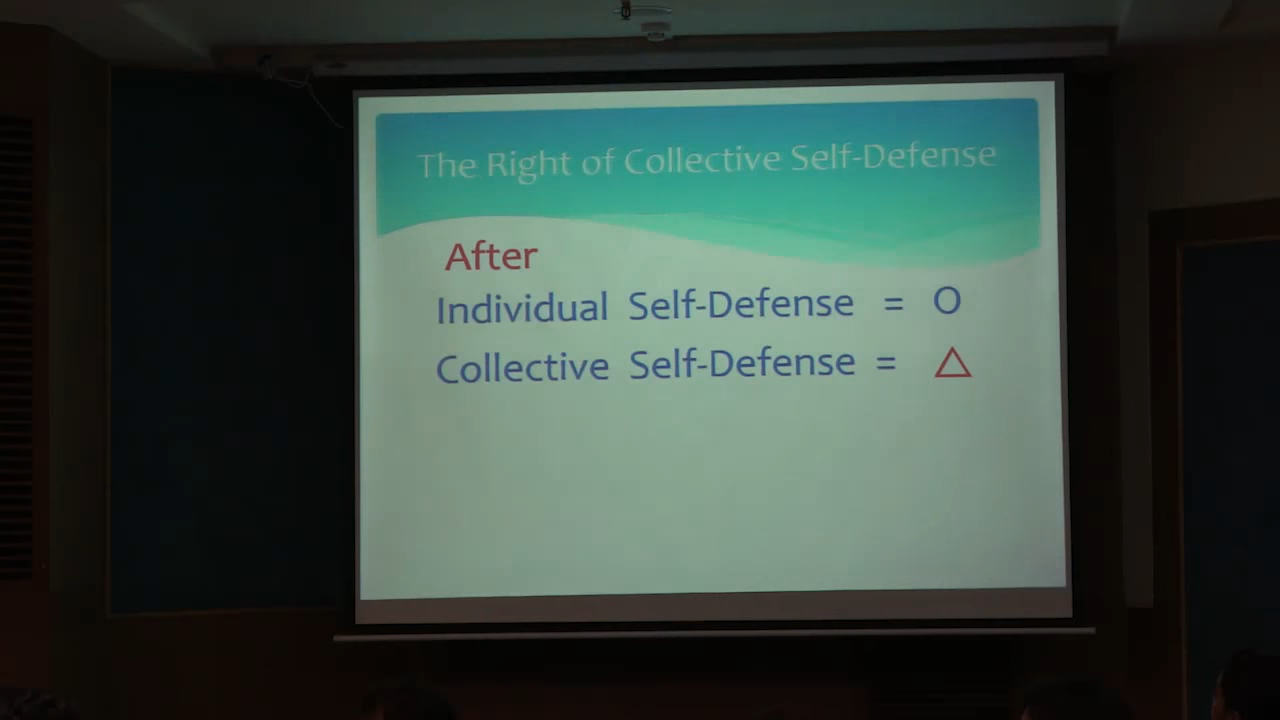 The Right of Collective Self-Defense
After
Individual Self-Defense = O
Collective Self-Defense = △